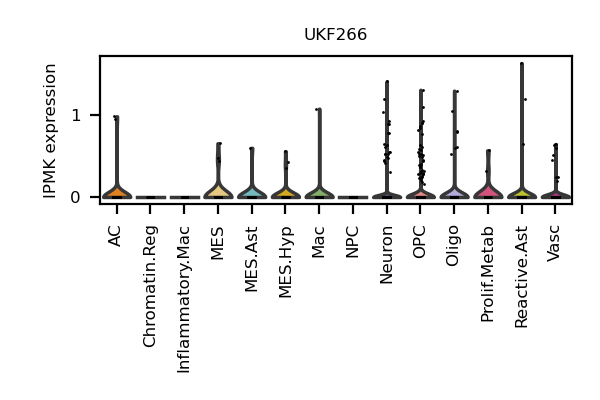 UKF266
IPMK expression
1
0
AC
Chromatin.Reg
Inflammatory.Mac
MES
MES.Ast
MES.Hyp
Mac
NPC
Neuron
OPC
Oligo
Prolif.Metab
Reactive.Ast
Vasc